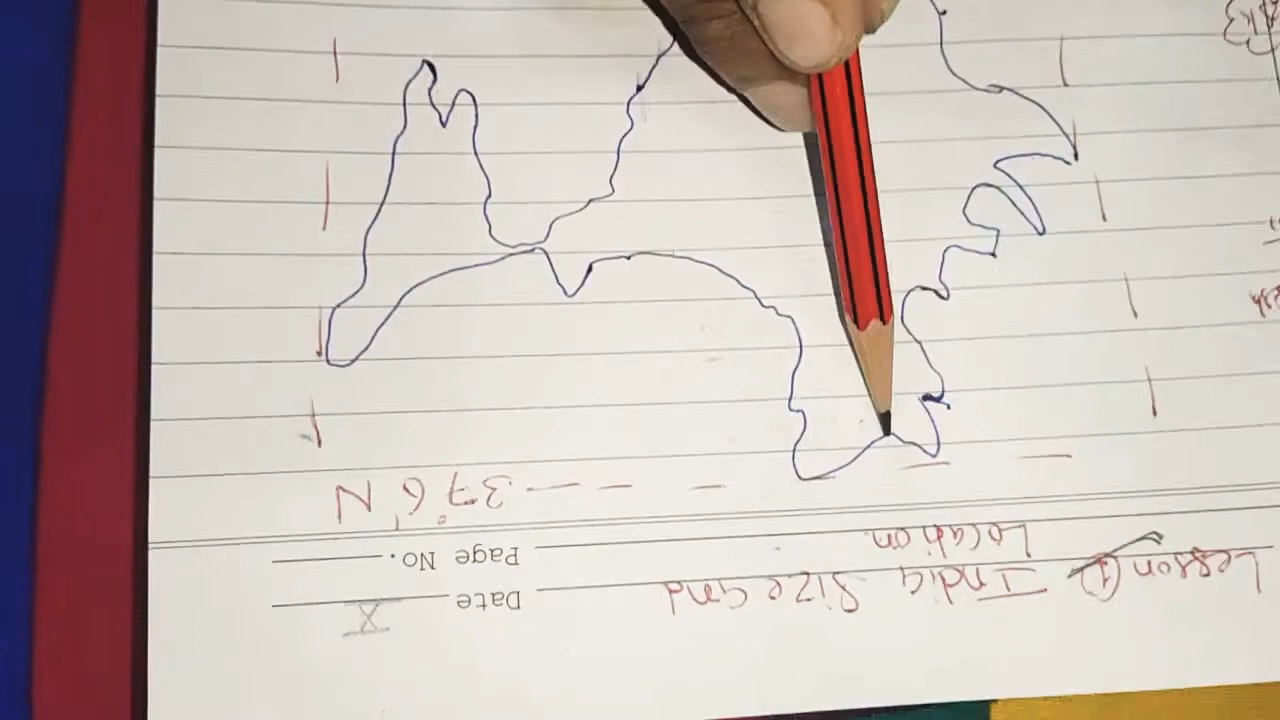 Lesson ① India Size and
Location
Date
X
Page No.
37°6' N